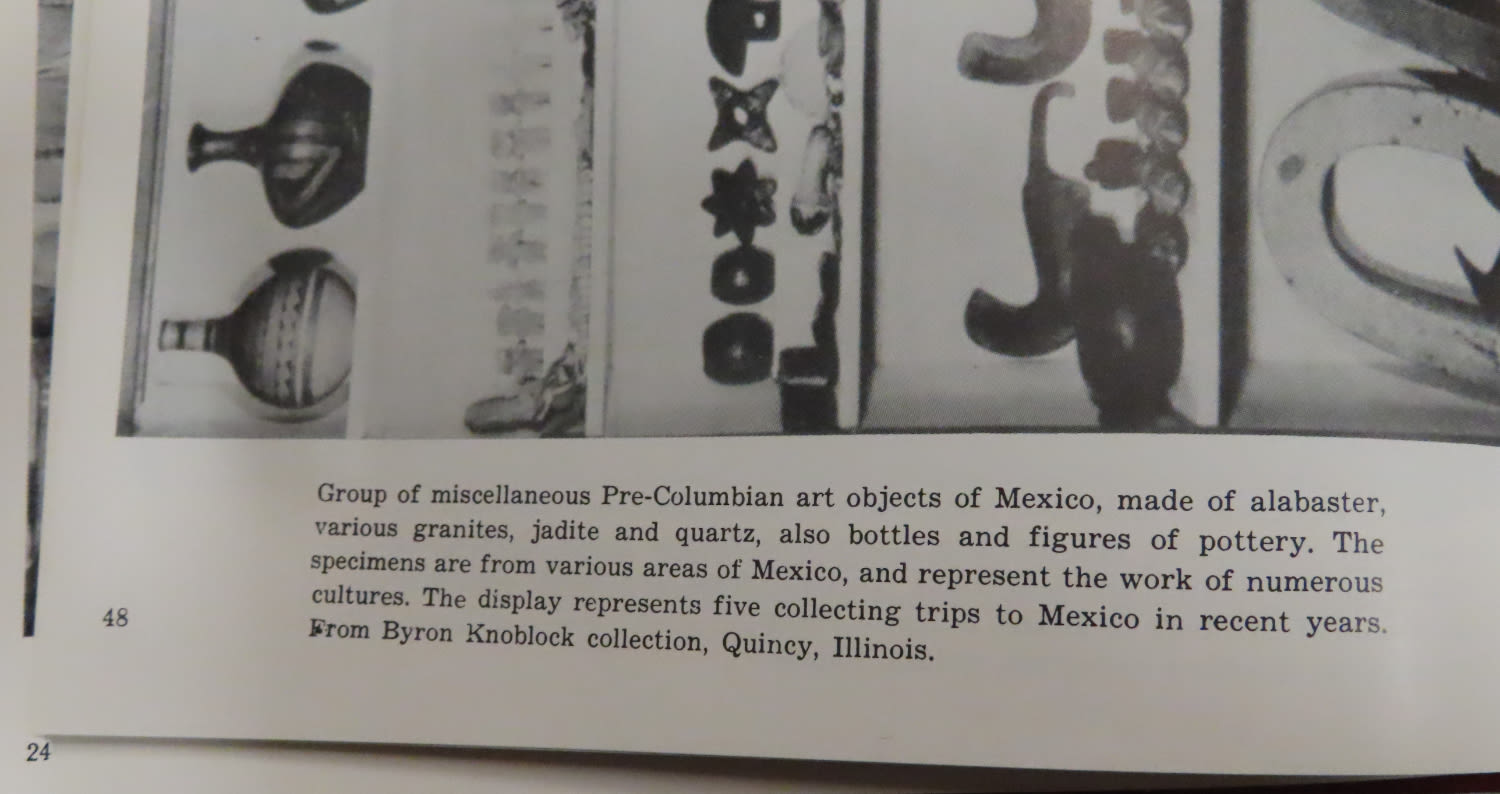 Group of miscellaneous Pre-Columbian art objects of Mexico, made of alabaster,
various granites, jadite and quartz, also bottles and figures of pottery. The
specimens are from various areas of Mexico, and represent the work of numerous
cultures. The display represents five collecting trips to Mexico in recent years.
From Byron Knoblock collection, Quincy, Illinois.
48
24